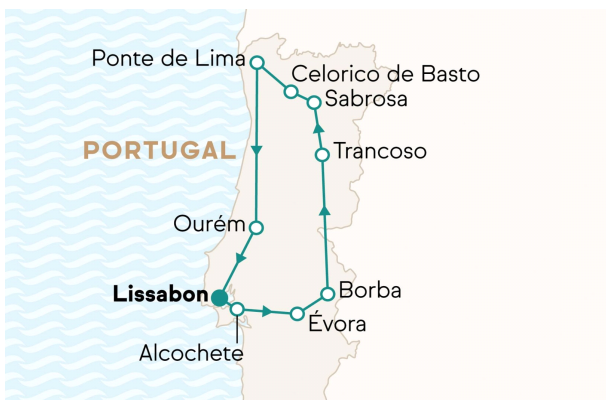 Ponte de Lima
Celorico de Basto
Sabrosa
PORTUGAL
Trancoso
Ourém
Lissabon
Borba
Évora
Alcochete